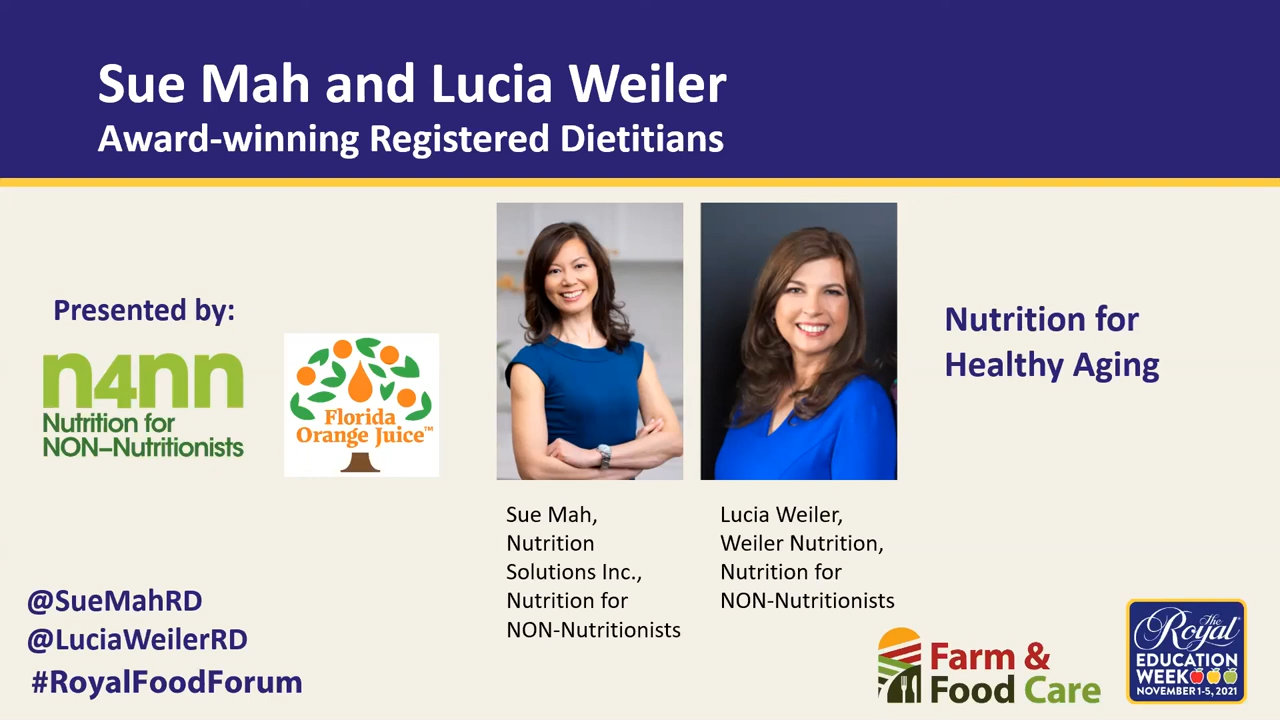 Sue Mah and Lucia Weiler
Award-winning Registered Dietitians
Presented by:
n4nn
Nutrition for
NON–Nutritionists
Florida
Orange Juice™
Nutrition for
Healthy Aging
Sue Mah,
Nutrition
Solutions Inc.,
Nutrition for
NON-Nutritionists
Lucia Weiler,
Weiler Nutrition,
Nutrition for
NON-Nutritionists
@SueMahRD
@LuciaWeilerRD
#RoyalFoodForum
Farm &
Food Care
The
Royal
EDUCATION
WEEK
NOVEMBER 1-5, 2021